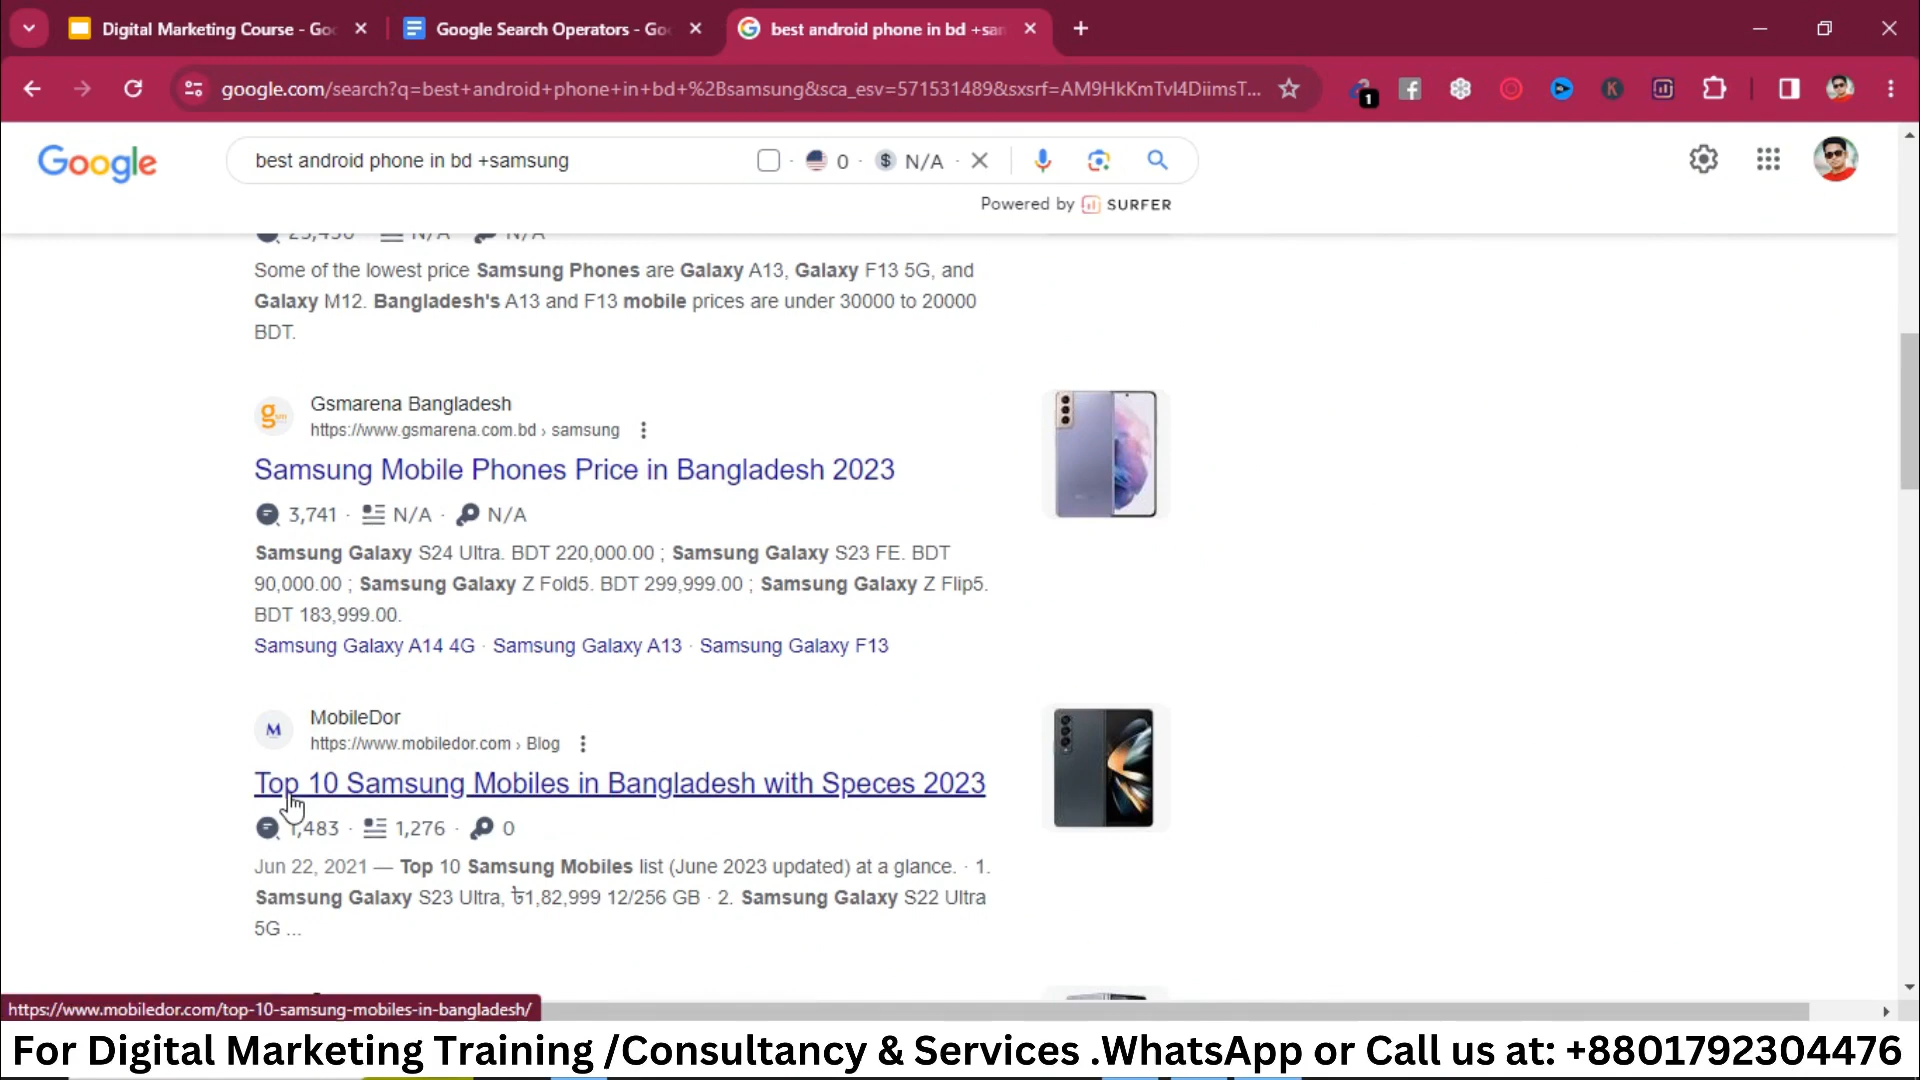 Digital Marketing Course - Goo
Google Search Operators - Goo
best android phone in bd +sam
google.com/search?q=best+android+phone+in+bd+%2Bsamsung&sca_esv=571531489&sxsrf=AM9HkKmTvI4DiimsT...
1
K
Google
best android phone in bd +samsung
0 · $ N/A ·
Powered by SURFER
N/A N/A
Some of the lowest price Samsung Phones are Galaxy A13, Galaxy F13 5G, and
Galaxy M12. Bangladesh's A13 and F13 mobile prices are under 30000 to 20000
BDT.
Gsmarena Bangladesh
https://www.gsmarena.com.bd › samsung
Samsung Mobile Phones Price in Bangladesh 2023
3,741 · N/A · N/A
Samsung Galaxy S24 Ultra. BDT 220,000.00 ; Samsung Galaxy S23 FE. BDT
90,000.00 ; Samsung Galaxy Z Fold5. BDT 299,999.00 ; Samsung Galaxy Z Flip5.
BDT 183,999.00.
Samsung Galaxy A14 4G · Samsung Galaxy A13 · Samsung Galaxy F13
M
MobileDor
https://www.mobiledor.com › Blog
Top 10 Samsung Mobiles in Bangladesh with Speces 2023
1,483 · 1,276 · 0
Jun 22, 2021 — Top 10 Samsung Mobiles list (June 2023 updated) at a glance. · 1.
Samsung Galaxy S23 Ultra, ৳1,82,999 12/256 GB · 2. Samsung Galaxy S22 Ultra
5G ...
https://www.mobiledor.com/top-10-samsung-mobiles-in-bangladesh/
For Digital Marketing Training /Consultancy & Services .WhatsApp or Call us at: +8801792304476